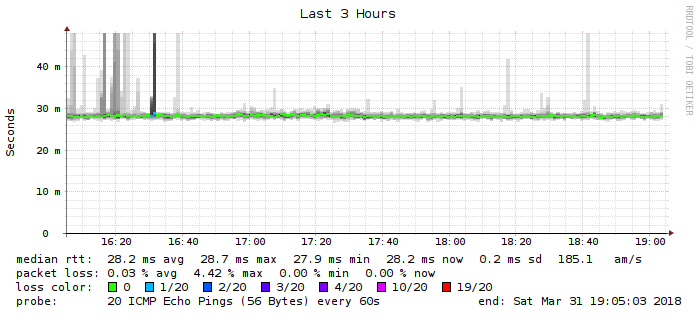 Last 3 Hours
RRDTOOL / TOBI OETIKER
Seconds
40 m
30 m
20 m
10 m
0
16:20 16:40 17:00 17:20 17:40 18:00 18:20 18:40 19:00
median rtt: 28.2 ms avg 28.7 ms max 27.9 ms min 28.2 ms now 0.2 ms sd 185.1 am/s
packet loss: 0.03 % avg 4.42 % max 0.00 % min 0.00 % now
loss color: 0 1/20 2/20 3/20 4/20 10/20 19/20
probe: 20 ICMP Echo Pings (56 Bytes) every 60s end: Sat Mar 31 19:05:03 2018